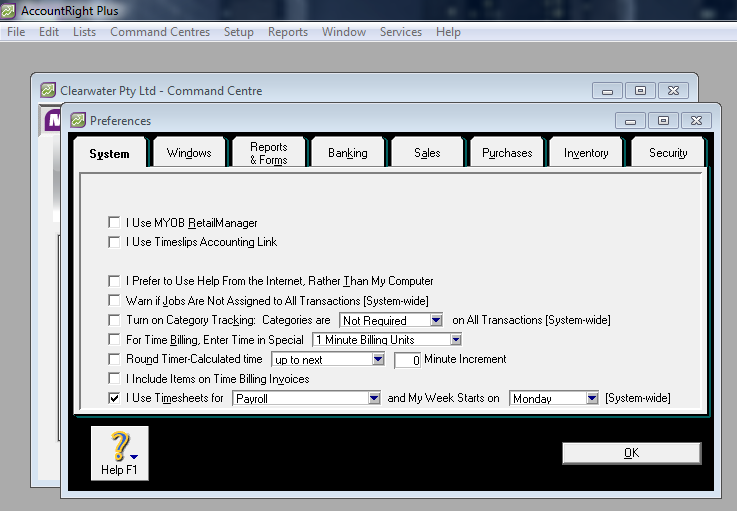 AccountRight Plus
File Edit Lists Command Centres Setup Reports Window Services Help
Clearwater Pty Ltd - Command Centre
Preferences
System Windows Reports & Forms Banking Sales Purchases Inventory Security
I Use MYOB RetailManager
I Use Timeslips Accounting Link
I Prefer to Use Help From the Internet, Rather Than My Computer
Warn if Jobs Are Not Assigned to All Transactions [System-wide]
Turn on Category Tracking: Categories are Not Required on All Transactions [System-wide]
For Time Billing, Enter Time in Special 1 Minute Billing Units
Round Timer-Calculated time up to next 0 Minute Increment
I Include Items on Time Billing Invoices
I Use Timesheets for Payroll and My Week Starts on Monday [System-wide]
Help F1
OK